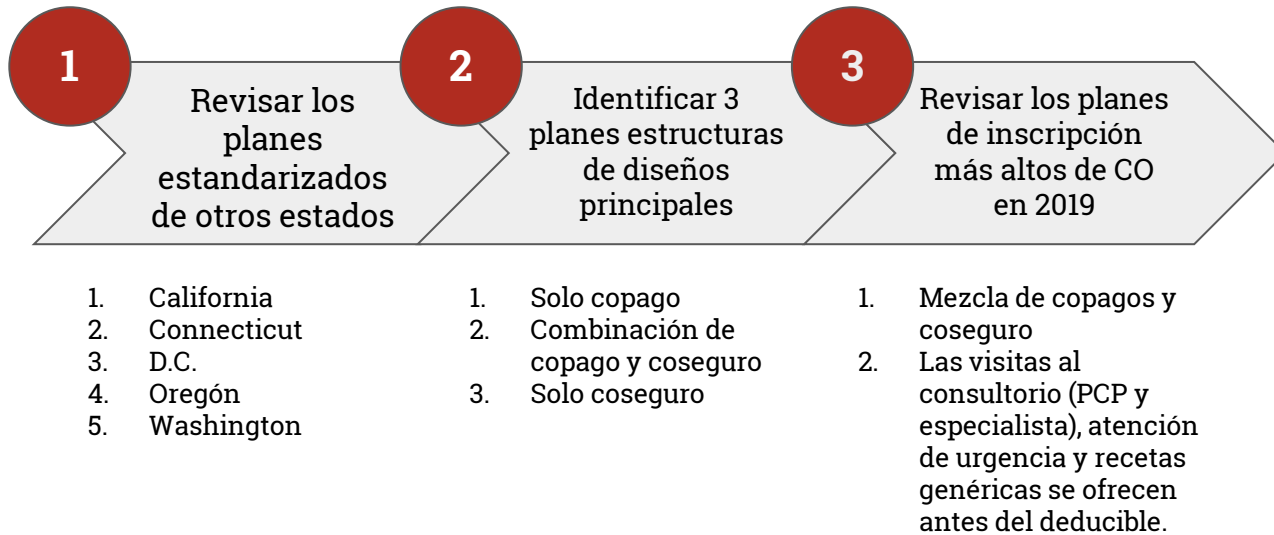 1
Revisar los
planes
estandarizados
de otros estados
2
Identificar 3
planes estructuras
de diseños
principales
3
Revisar los planes
de inscripción
más altos de CO
en 2019
1. California
2. Connecticut
3. D.C.
4. Oregón
5. Washington
1. Solo copago
2. Combinación de
copago y coseguro
3. Solo coseguro
1. Mezcla de copagos y
coseguro
2. Las visitas al
consultorio (PCP y
especialista), atención
de urgencia y recetas
genéricas se ofrecen
antes del deducible.